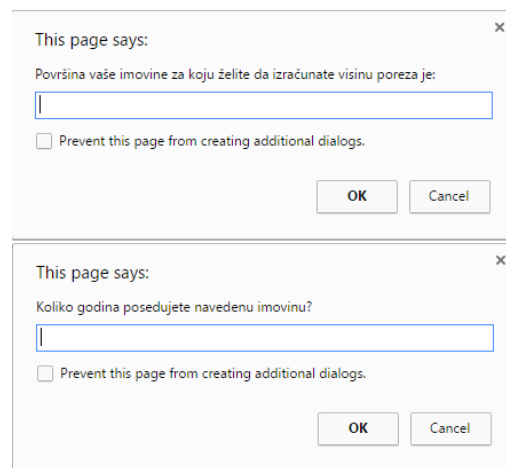 This page says:
Površina vaše imovine za koju želite da izračunate visinu poreza je:
Prevent this page from creating additional dialogs.
OK Cancel
This page says:
Koliko godina posedujete navedenu imovinu?
Prevent this page from creating additional dialogs.
OK Cancel